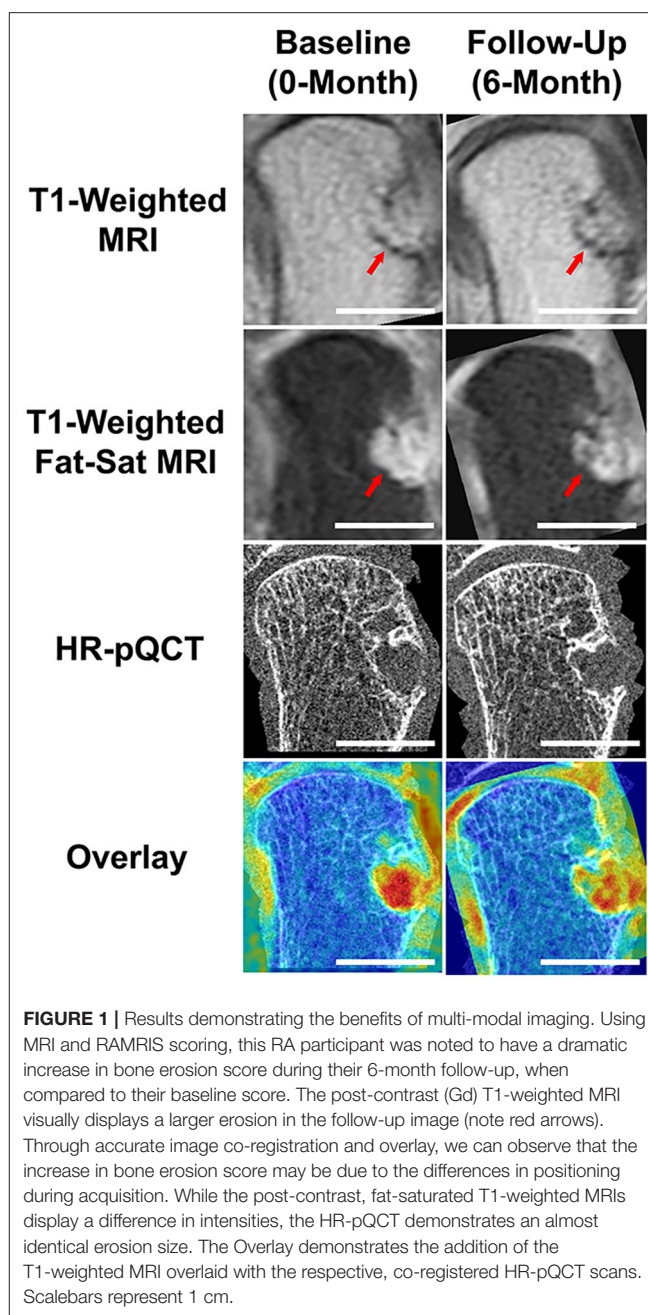 Baseline
(0-Month)
Follow-Up
(6-Month)
T1-Weighted
MRI
T1-Weighted
Fat-Sat MRI
HR-pQCT
Overlay
FIGURE 1 | Results demonstrating the benefits of multi-modal imaging. Using
MRI and RAMRIS scoring, this RA participant was noted to have a dramatic
increase in bone erosion score during their 6-month follow-up, when
compared to their baseline score. The post-contrast (Gd) T1-weighted MRI
visually displays a larger erosion in the follow-up image (note red arrows).
Through accurate image co-registration and overlay, we can observe that the
increase in bone erosion score may be due to the differences in positioning
during acquisition. While the post-contrast, fat-saturated T1-weighted MRIs
display a difference in intensities, the HR-pQCT demonstrates an almost
identical erosion size. The Overlay demonstrates the addition of the
T1-weighted MRI overlaid with the respective, co-registered HR-pQCT scans.
Scalebars represent 1 cm.